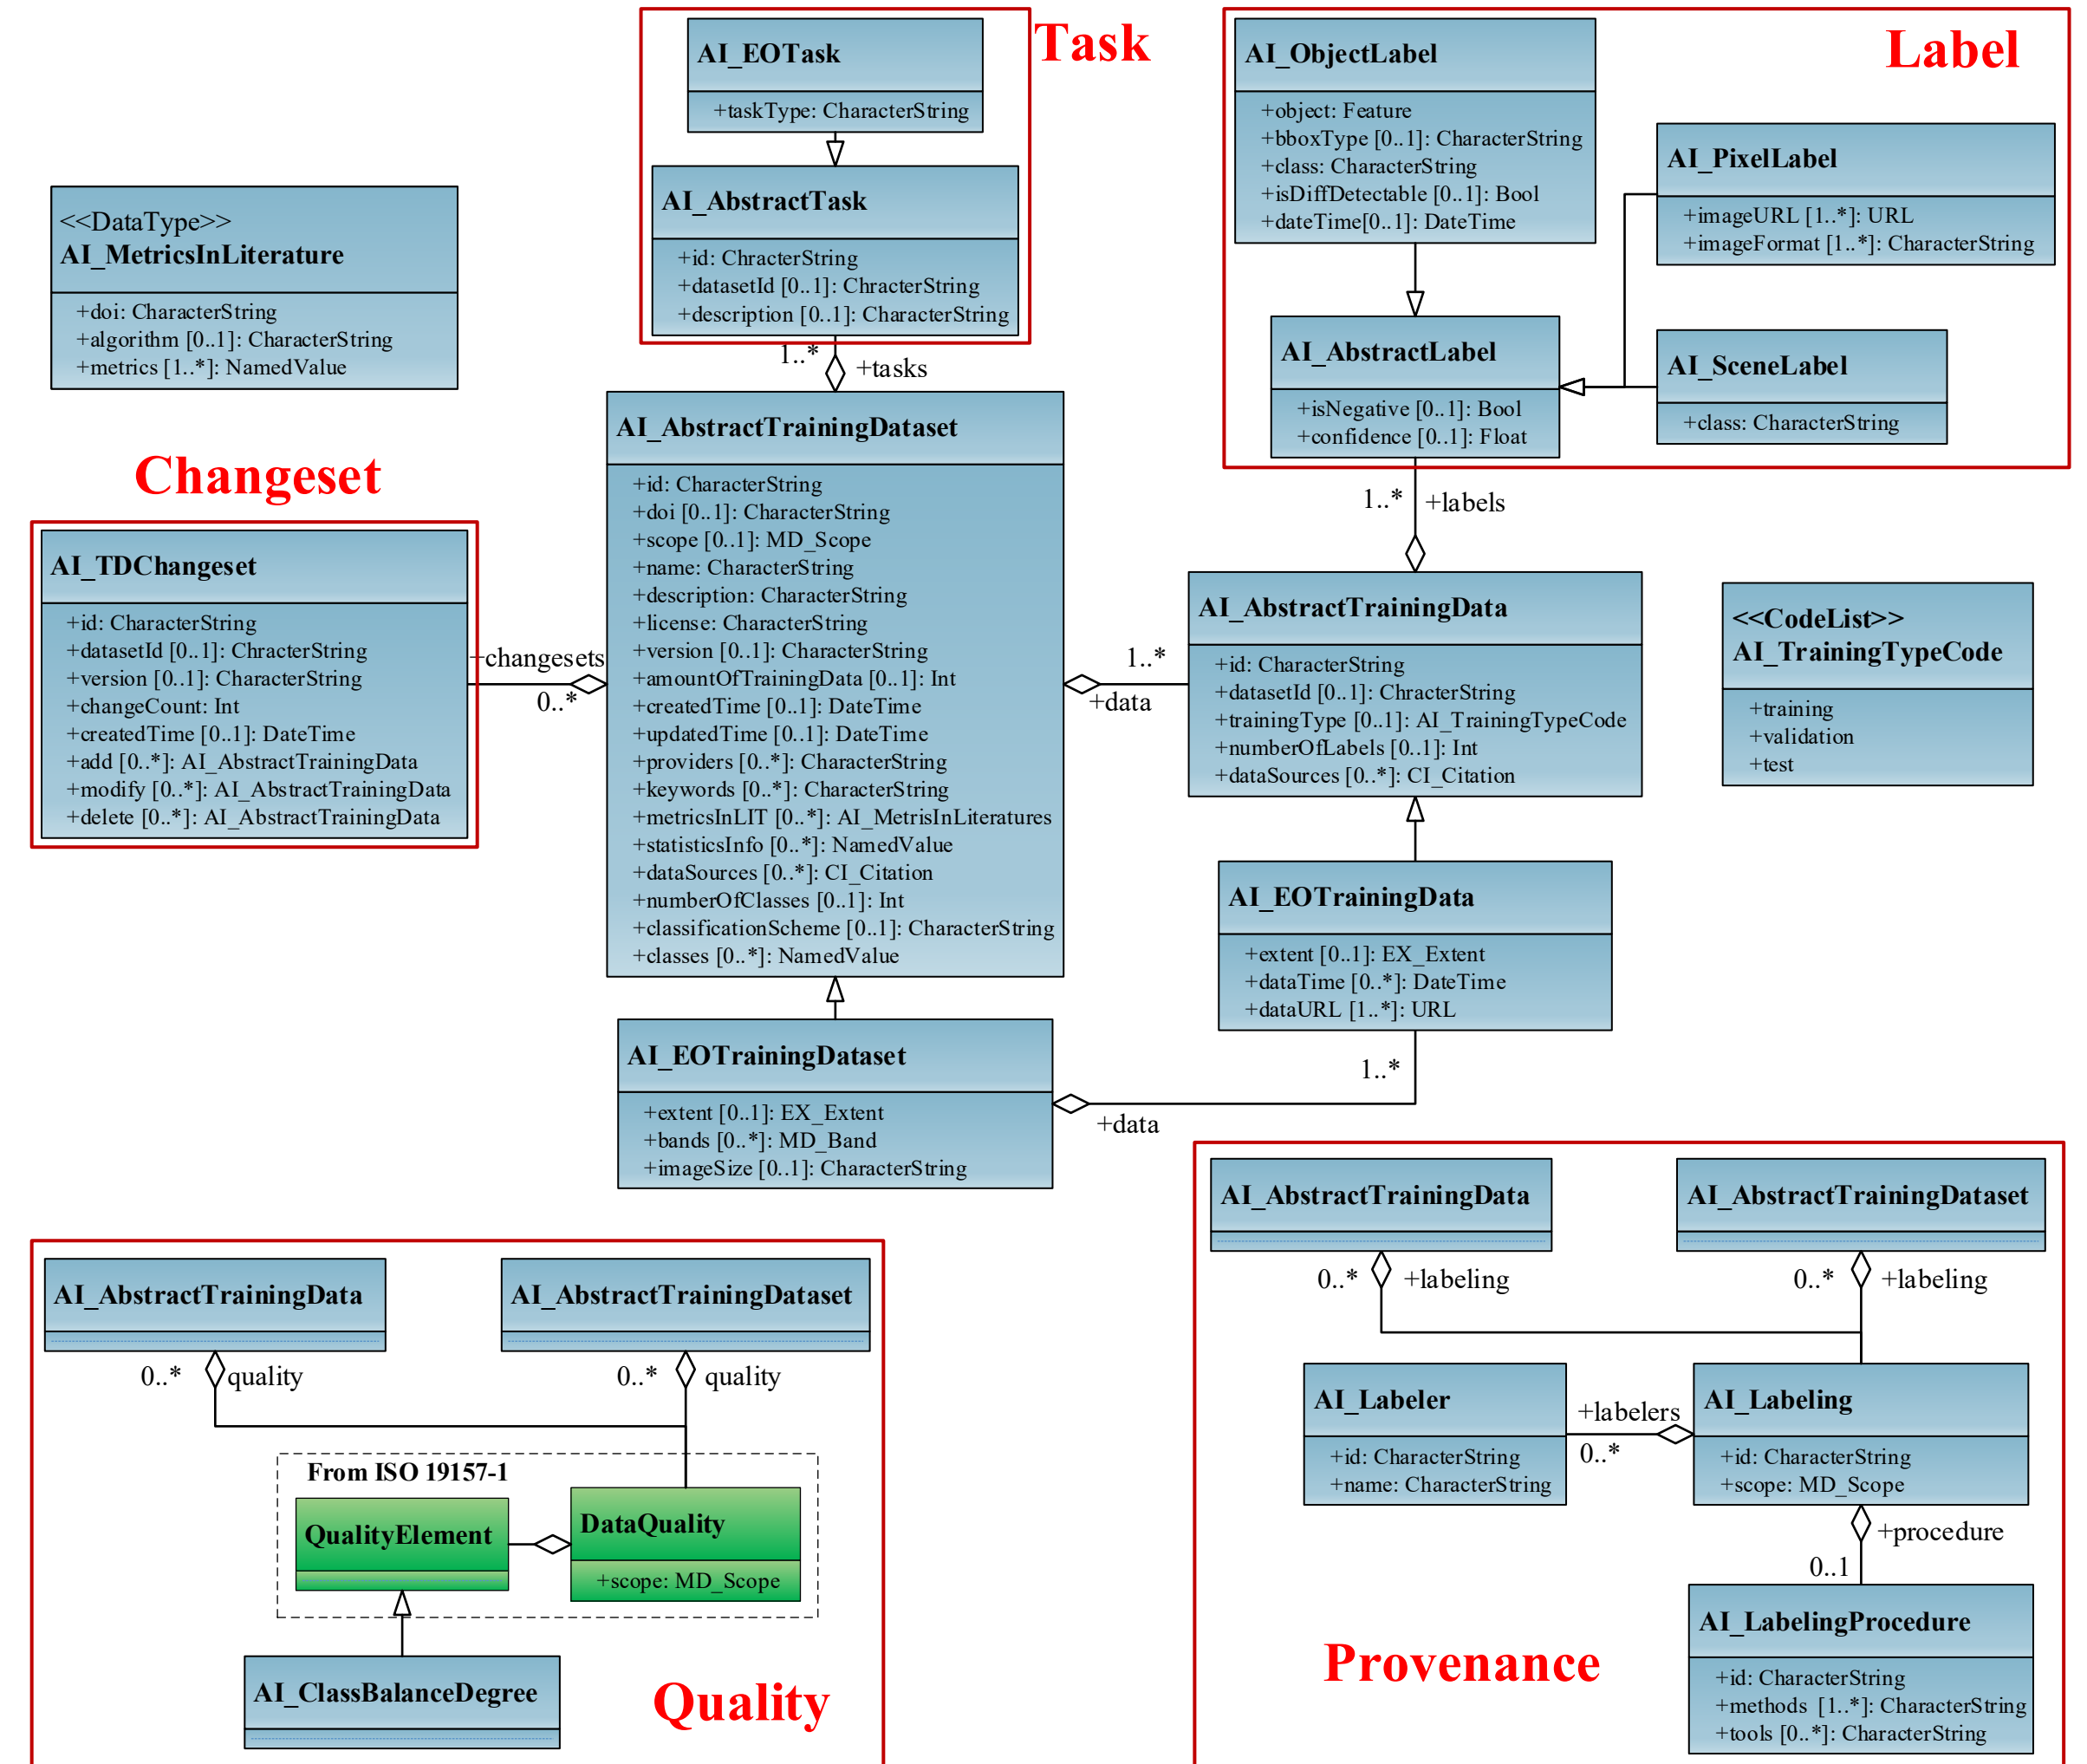 AI_EOTask
+taskType: CharacterString
Task
AI_AbstractTask
+id: ChracterString
+datasetId [0..1]: ChracterString
+description [0..1]: CharacterString
1..*
+tasks
Label
AI_ObjectLabel
+object: Feature
+bboxType [0..1]: CharacterString
+class: CharacterString
+isDiffDetectable [0..1]: Bool
+dateTime[0..1]: DateTime
AI_PixelLabel
+imageURL [1..*]: URL
+imageFormat [1..*]: CharacterString
AI_AbstractLabel
+isNegative [0..1]: Bool
+confidence [0..1]: Float
AI_SceneLabel
+class: CharacterString
1..*
+labels
<<DataType>>
AI_MetricsInLiterature
+doi: CharacterString
+algorithm [0..1]: CharacterString
+metrics [1..*]: NamedValue
Changeset
AI_TDChangeset
+id: CharacterString
+datasetId [0..1]: ChracterString
+version [0..1]: CharacterString
+changeCount: Int
+createdTime [0..1]: DateTime
+add [0..*]: AI_AbstractTrainingData
+modify [0..*]: AI_AbstractTrainingData
+delete [0..*]: AI_AbstractTrainingData
+changesets
0..*
AI_AbstractTrainingDataset
+id: CharacterString
+doi [0..1]: CharacterString
+scope [0..1]: MD_Scope
+name: CharacterString
+description: CharacterString
+license: CharacterString
+version [0..1]: CharacterString
+amountOfTrainingData [0..1]: Int
+createdTime [0..1]: DateTime
+updatedTime [0..1]: DateTime
+providers [0..*]: CharacterString
+keywords [0..*]: CharacterString
+metricsInLIT [0..*]: AI_MetrisInLiteratures
+statisticsInfo [0..*]: NamedValue
+dataSources [0..*]: CI_Citation
+numberOfClasses [0..1]: Int
+classificationScheme [0..1]: CharacterString
+classes [0..*]: NamedValue
1..*
+data
AI_AbstractTrainingData
+id: CharacterString
+datasetId [0..1]: ChracterString
+trainingType [0..1]: AI_TrainingTypeCode
+numberOfLabels [0..1]: Int
+dataSources [0..*]: CI_Citation
<<CodeList>>
AI_TrainingTypeCode
+training
+validation
+test
AI_EOTrainingData
+extent [0..1]: EX_Extent
+dataTime [0..*]: DateTime
+dataURL [1..*]: URL
AI_EOTrainingDataset
+extent [0..1]: EX_Extent
+bands [0..*]: MD_Band
+imageSize [0..1]: CharacterString
1..*
+data
AI_AbstractTrainingData
AI_AbstractTrainingDataset
0..*
quality
0..*
quality
From ISO 19157-1
QualityElement
DataQuality
+scope: MD_Scope
AI_ClassBalanceDegree
Quality
AI_AbstractTrainingData
AI_AbstractTrainingDataset
0..*
+labeling
0..*
+labeling
AI_Labeler
+id: CharacterString
+name: CharacterString
+labelers
0..*
AI_Labeling
+id: CharacterString
+scope: MD_Scope
+procedure
0..1
AI_LabelingProcedure
+id: CharacterString
+methods [1..*]: CharacterString
+tools [0..*]: CharacterString
Provenance